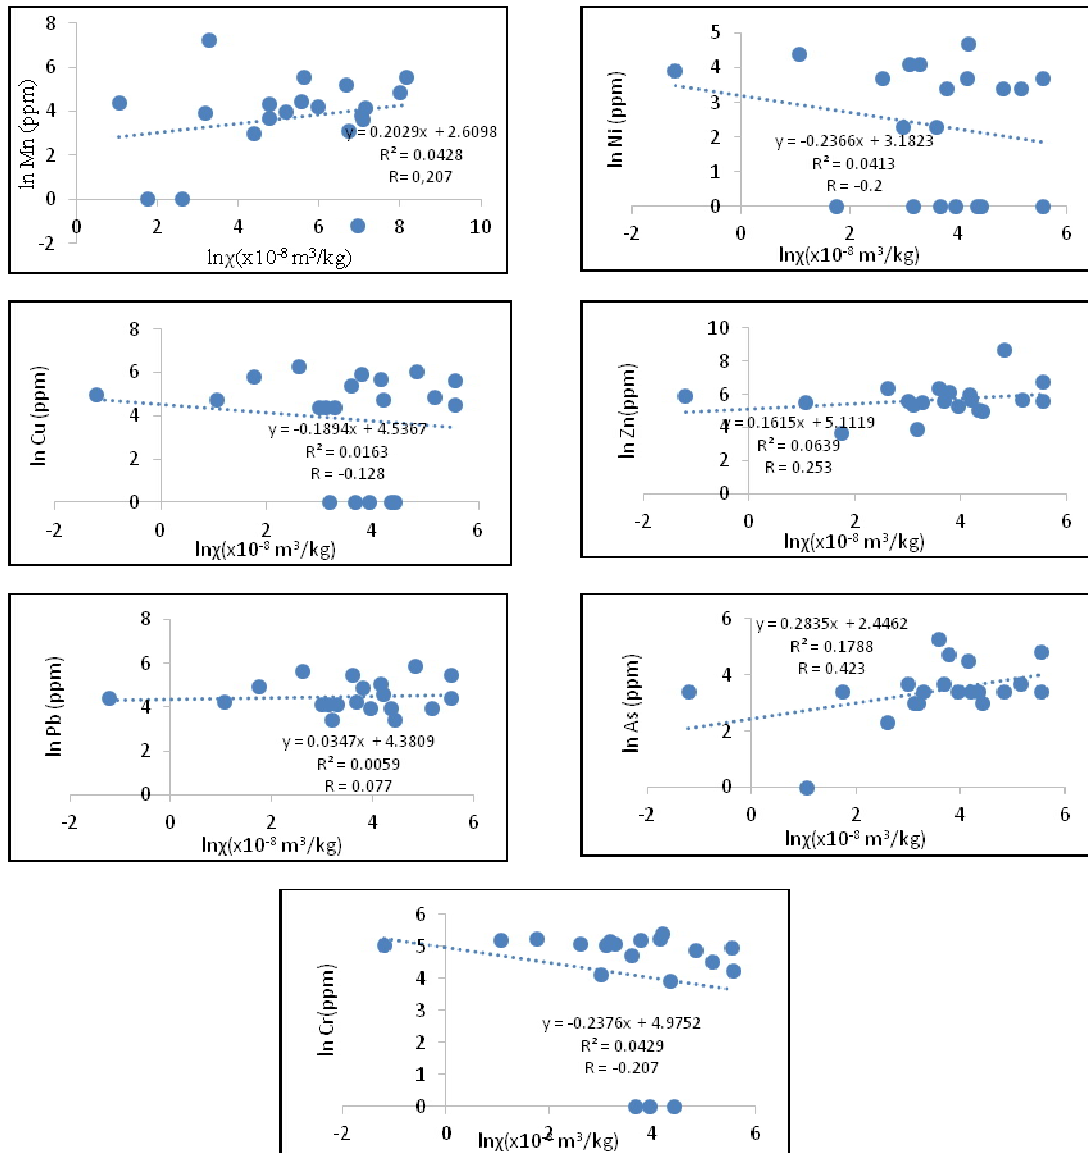 8
6
4
2
0
-2
0
2
4
6
8
10
ln Mn (ppm)
y = 0.2029x + 2.6098
R² = 0.0428
R= 0,207
lnχ(x10⁻⁸ m³/kg)
5
4
3
2
1
0
-2
0
2
4
6
ln Ni (ppm)
y = -0.2366x + 3.1823
R² = 0.0413
R = -0.2
lnχ(x10⁻⁸ m³/kg)
8
6
4
2
0
-2
0
2
4
6
ln Cu (ppm)
y = -0.1894x + 4.5367
R² = 0.0163
R = -0.128
lnχ(x10⁻⁸ m³/kg)
10
8
6
4
2
0
-2
0
2
4
6
ln Zn(ppm)
y = 0.1615x + 5.1119
R² = 0.0639
R = 0.253
lnχ(x10⁻⁸ m³/kg)
8
6
4
2
0
-2
0
2
4
6
ln Pb (ppm)
y = 0.0347x + 4.3809
R² = 0.0059
R = 0.077
lnχ(x10⁻⁸ m³/kg)
6
4
2
0
-2
0
2
4
6
ln As (ppm)
y = 0.2835x + 2.4462
R² = 0.1788
R = 0.423
lnχ(x10⁻⁸ m³/kg)
6
5
4
3
2
1
0
-2
0
2
4
6
ln Cr(ppm)
y = -0.2376x + 4.9752
R² = 0.0429
R = -0.207
lnχ(x10⁻⁸ m³/kg)